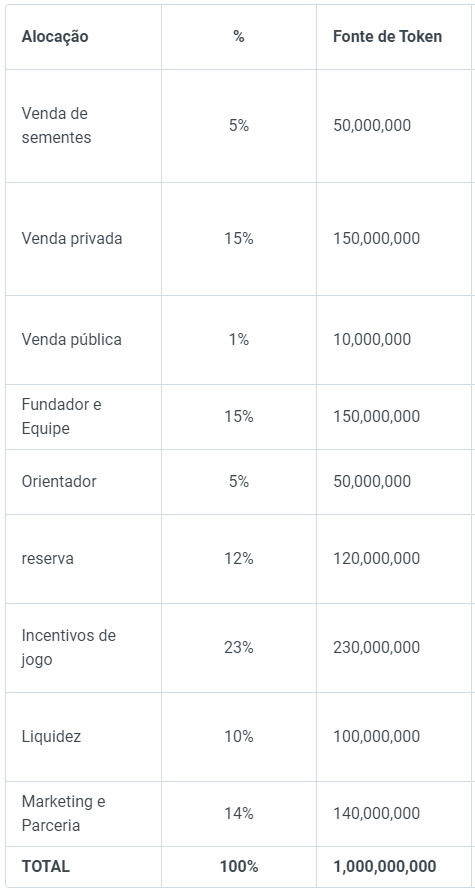 Alocação % Fonte de Token
Venda de
sementes 5% 50,000,000
Venda privada 15% 150,000,000
Venda pública 1% 10,000,000
Fundador e
Equipe 15% 150,000,000
Orientador 5% 50,000,000
reserva 12% 120,000,000
Incentivos de
jogo 23% 230,000,000
Liquidez 10% 100,000,000
Marketing e
Parceria 14% 140,000,000
TOTAL 100% 1,000,000,000